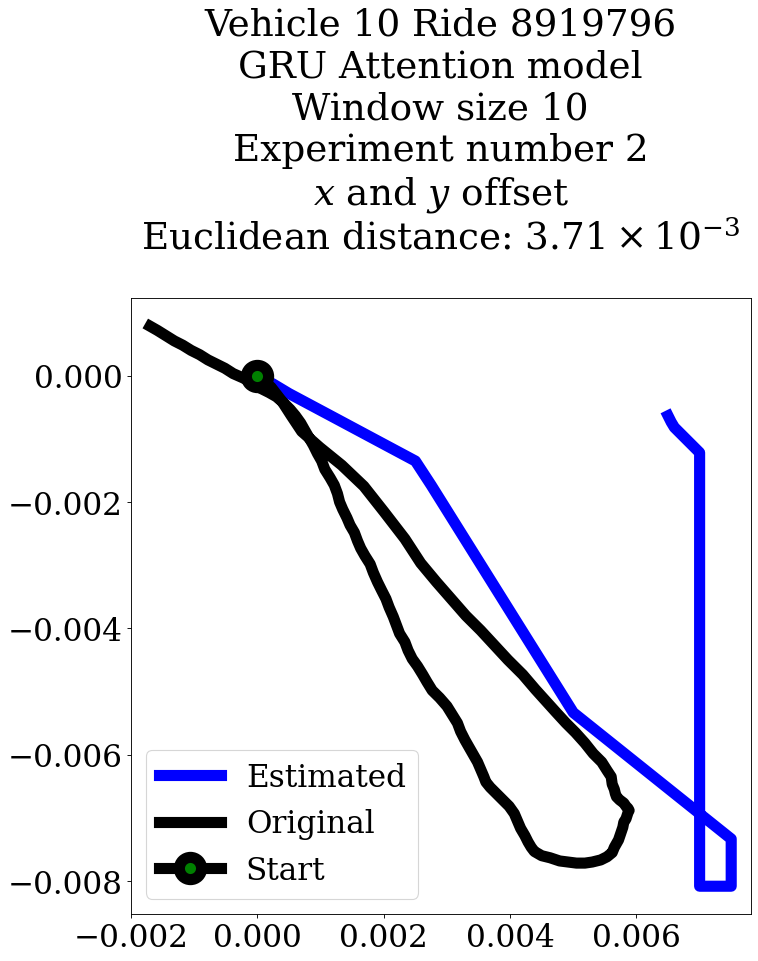 Vehicle 10 Ride 8919796
GRU Attention model
Window size 10
Experiment number 2
x and y offset
Euclidean distance: 3.71 × 10⁻³
0.000
−0.002
−0.004
−0.006
−0.008
Estimated
Original
Start
−0.002 0.000 0.002 0.004 0.006